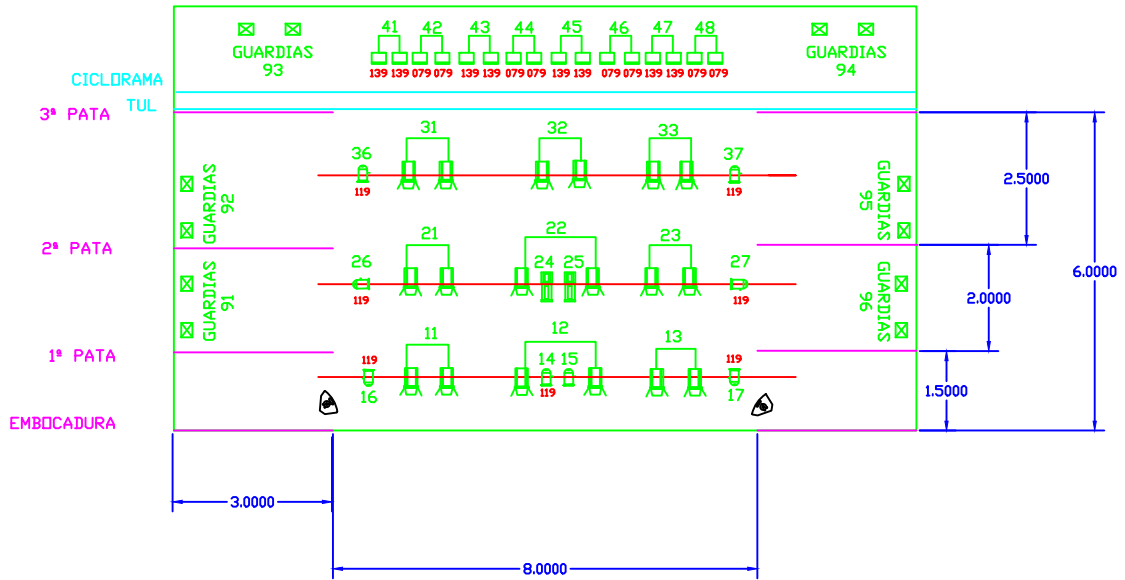 41 42 43 44 45 46 47 48
GUARDIAS
93
GUARDIAS
94
139 139 079 079 139 139 079 079 139 139 079 079 139 139 079 079
CICLORAMA
TUL
3ª PATA
31 32 33
36 37
119 119
GUARDIAS
92
GUARDIAS
95
2.5000
2ª PATA
21 22 23
26 24 25 27
119 119
GUARDIAS
91
GUARDIAS
96
2.0000
6.0000
1ª PATA
11 12 13
119 14 15 119
16 119 17
1.5000
EMBOCADURA
3.0000
8.0000